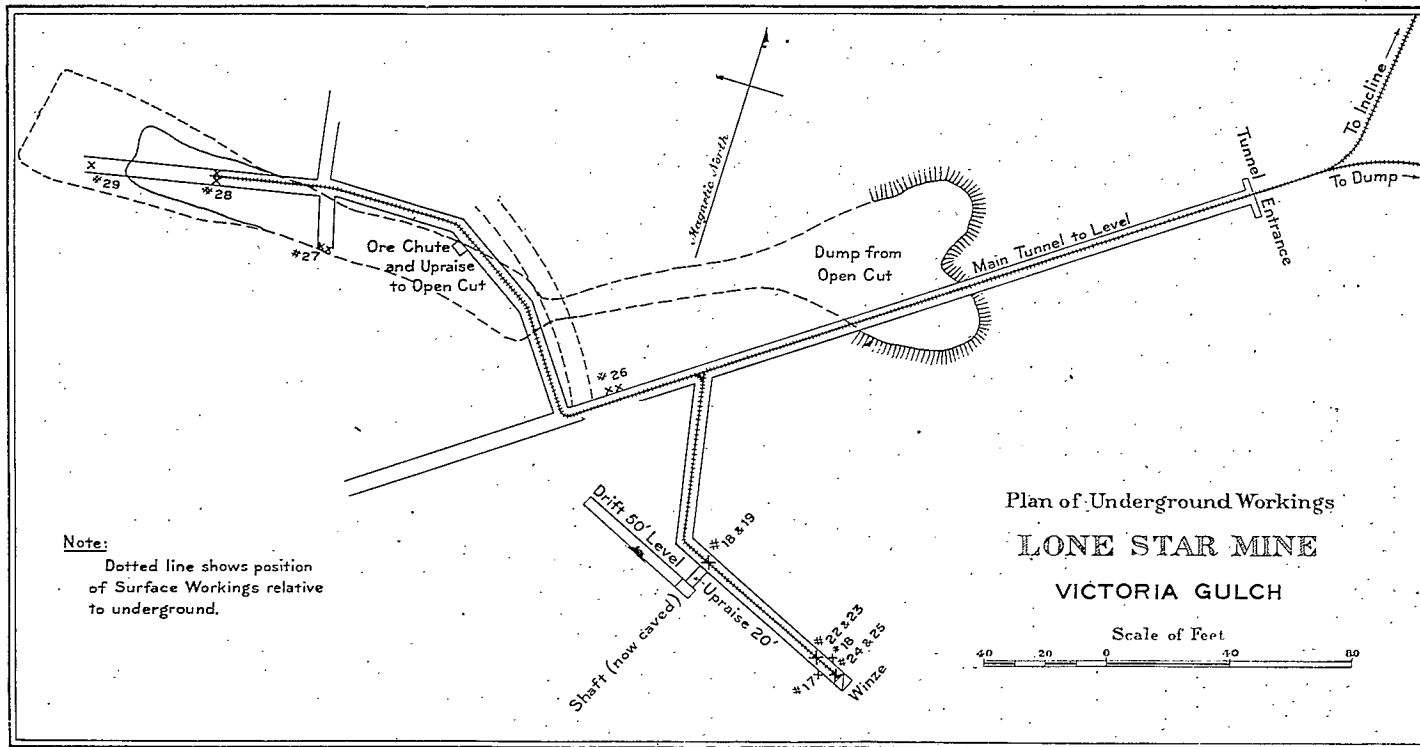 To Incline
Tunnel
Entrance
To Dump
Magnetic North
#29
#28
#27
Ore Chute
and Upraise
to Open Cut
Dump from
Open Cut
Main Tunnel to Level
#26
Drift 50' Level
#18 & 19
Shaft (now caved)
Upraise 20'
#22 & 23
#18
#24 & 25
#17
Winze
Note:
Dotted line shows position
of Surface Workings relative
to underground.
Plan of Underground Workings
LONE STAR MINE
VICTORIA GULCH
Scale of Feet
40 20 0 40 80